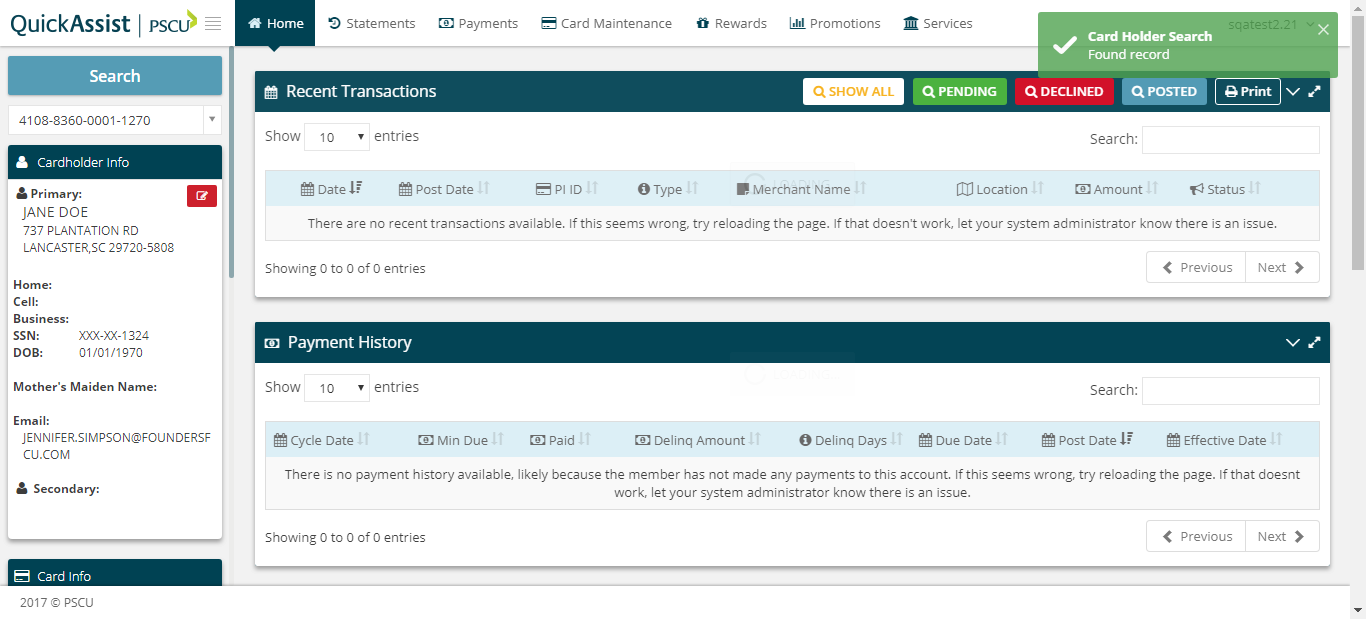 QuickAssist | PSCU
Home
Statements
Payments
Card Maintenance
Rewards
Promotions
Services
sqatest2.21
Card Holder Search
Found record
Search
4108-8360-0001-1270
Cardholder Info
Primary:
JANE DOE
737 PLANTATION RD
LANCASTER,SC 29720-5808
Home:
Cell:
Business:
SSN: XXX-XX-1324
DOB: 01/01/1970
Mother's Maiden Name:
Email:
JENNIFER.SIMPSON@FOUNDERSF
CU.COM
Secondary:
Card Info
Recent Transactions
SHOW ALL
PENDING
DECLINED
POSTED
Print
Show 10 entries
Search:
LOADING
Date Post Date PI ID Type Merchant Name Location Amount Status
There are no recent transactions available. If this seems wrong, try reloading the page. If that doesn't work, let your system administrator know there is an issue.
Showing 0 to 0 of 0 entries
Previous Next
Payment History
LOADING
Show 10 entries
Search:
Cycle Date Min Due Paid Delinq Amount Delinq Days Due Date Post Date Effective Date
There is no payment history available, likely because the member has not made any payments to this account. If this seems wrong, try reloading the page. If that doesnt
work, let your system administrator know there is an issue.
Showing 0 to 0 of 0 entries
Previous Next
2017 © PSCU